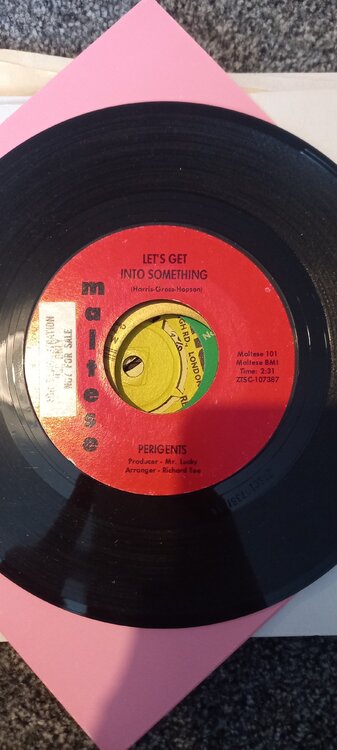 LET'S GET
INTO SOMETHING
(Harris-Gross-Hopson)
maltese
NOT FOR SALE
Maltese 101
Maltese BMI
Time: 2:31
ZTSC-107387
GH RD., LONDON
PERIGENTS
Producer - Mr. Lucky
Arranger - Richard Tee